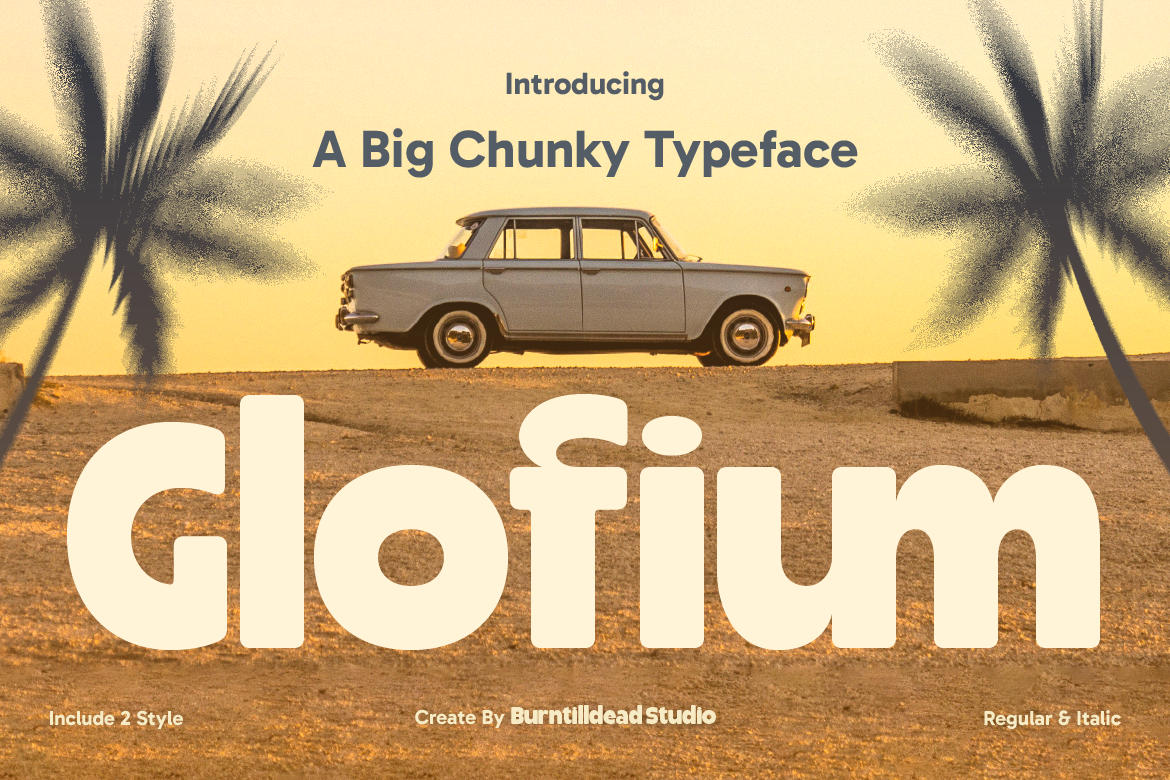 Introducing
A Big Chunky Typeface
Glofium
Include 2 Style
Create By Burntilldead Studio
Regular & Italic